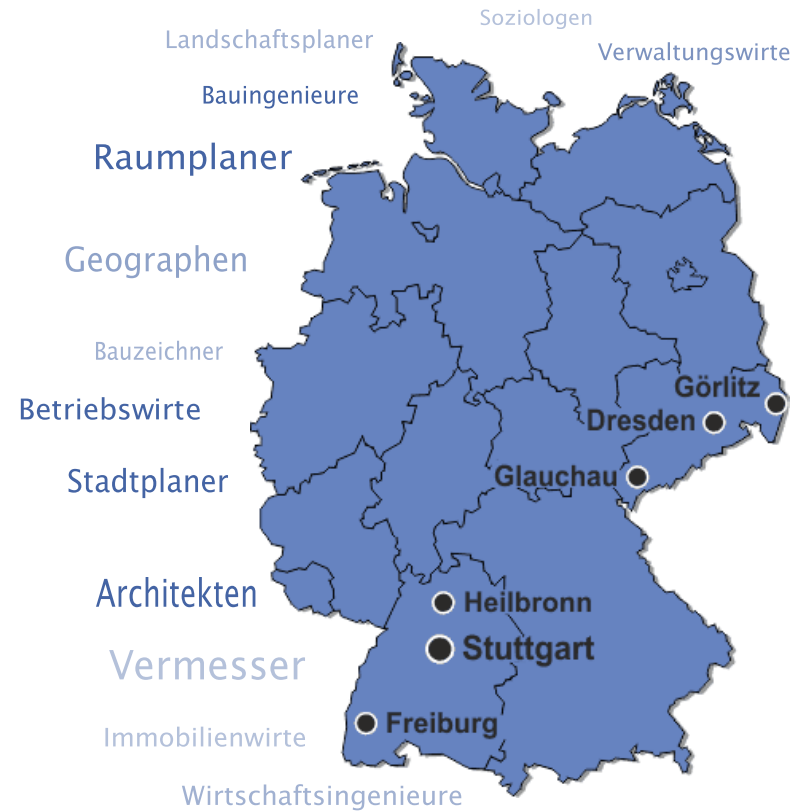 Soziologen
Landschaftsplaner
Verwaltungswirte
Bauingenieure
Raumplaner
Geographen
Bauzeichner
Görlitz
Betriebswirte
Dresden
Stadtplaner
Glauchau
Architekten
Heilbronn
Stuttgart
Vermesser
Freiburg
Immobilienwirte
Wirtschaftsingenieure